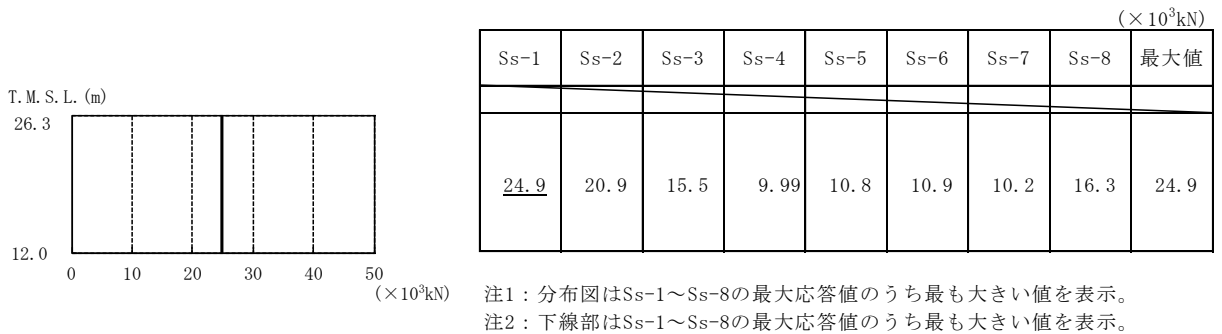 (×10³kN)
Ss-1 Ss-2 Ss-3 Ss-4 Ss-5 Ss-6 Ss-7 Ss-8 最大値
24.9 20.9 15.5 9.99 10.8 10.9 10.2 16.3 24.9
T.M.S.L.(m)
26.3
12.0
0 10 20 30 40 50
(×10³kN)
注1：分布図はSs-1～Ss-8の最大応答値のうち最も大きい値を表示。
注2：下線部はSs-1～Ss-8の最大応答値のうち最も大きい値を表示。